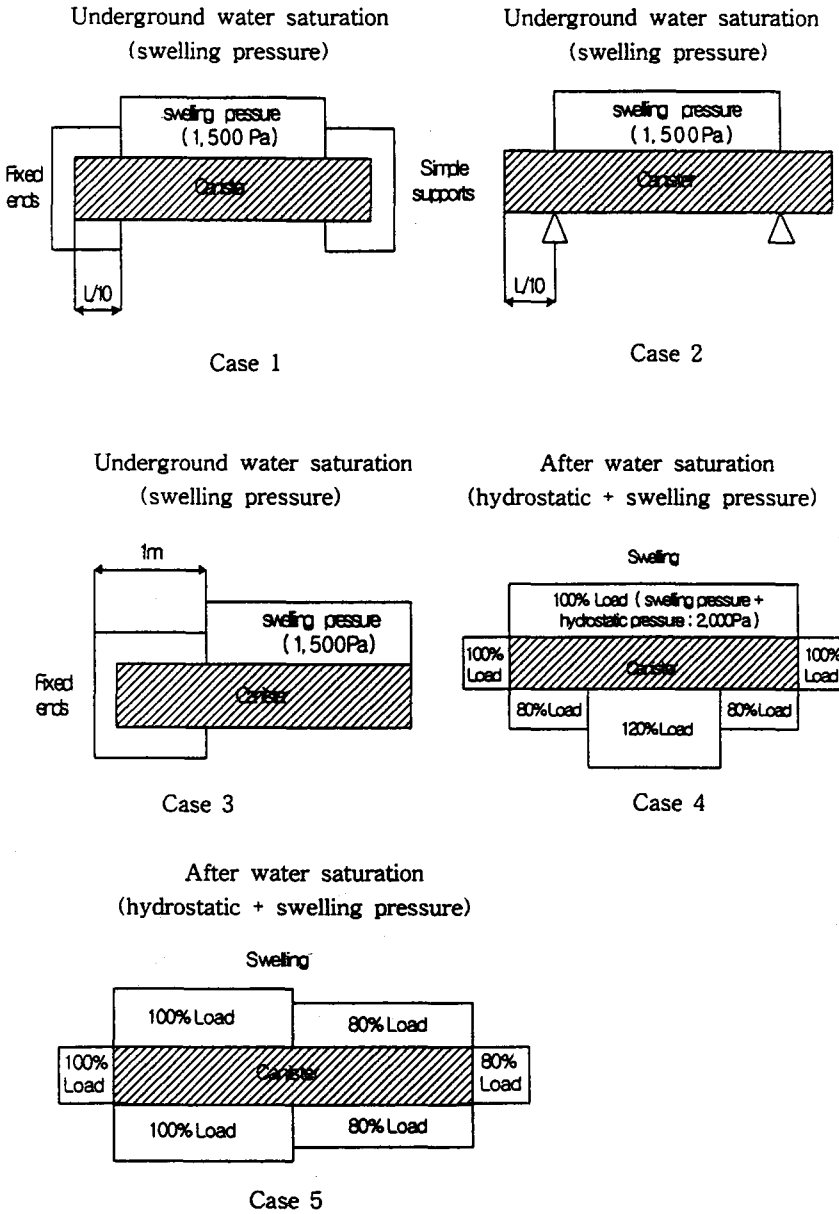 Underground water saturation
(swelling pressure)
swelling pessure
(1,500 Pa)
Fixed
ends
Canister
L/10
Case 1
Underground water saturation
(swelling pressure)
swelling pressure
(1,500Pa)
Simple
supports
Canister
L/10
Case 2
Underground water saturation
(swelling pressure)
1m
swelling pressure
(1,500Pa)
Fixed
ends
Canister
Case 3
After water saturation
(hydrostatic + swelling pressure)
Swelling
100% Load (swelling pressure +
hydrostatic pressure : 2,000Pa)
100%
Load
Canister
100%
Load
80% Load
120% Load
80% Load
Case 4
After water saturation
(hydrostatic + swelling pressure)
Swelling
100% Load
80% Load
100%
Load
Canister
80%
Load
100% Load
80% Load
Case 5